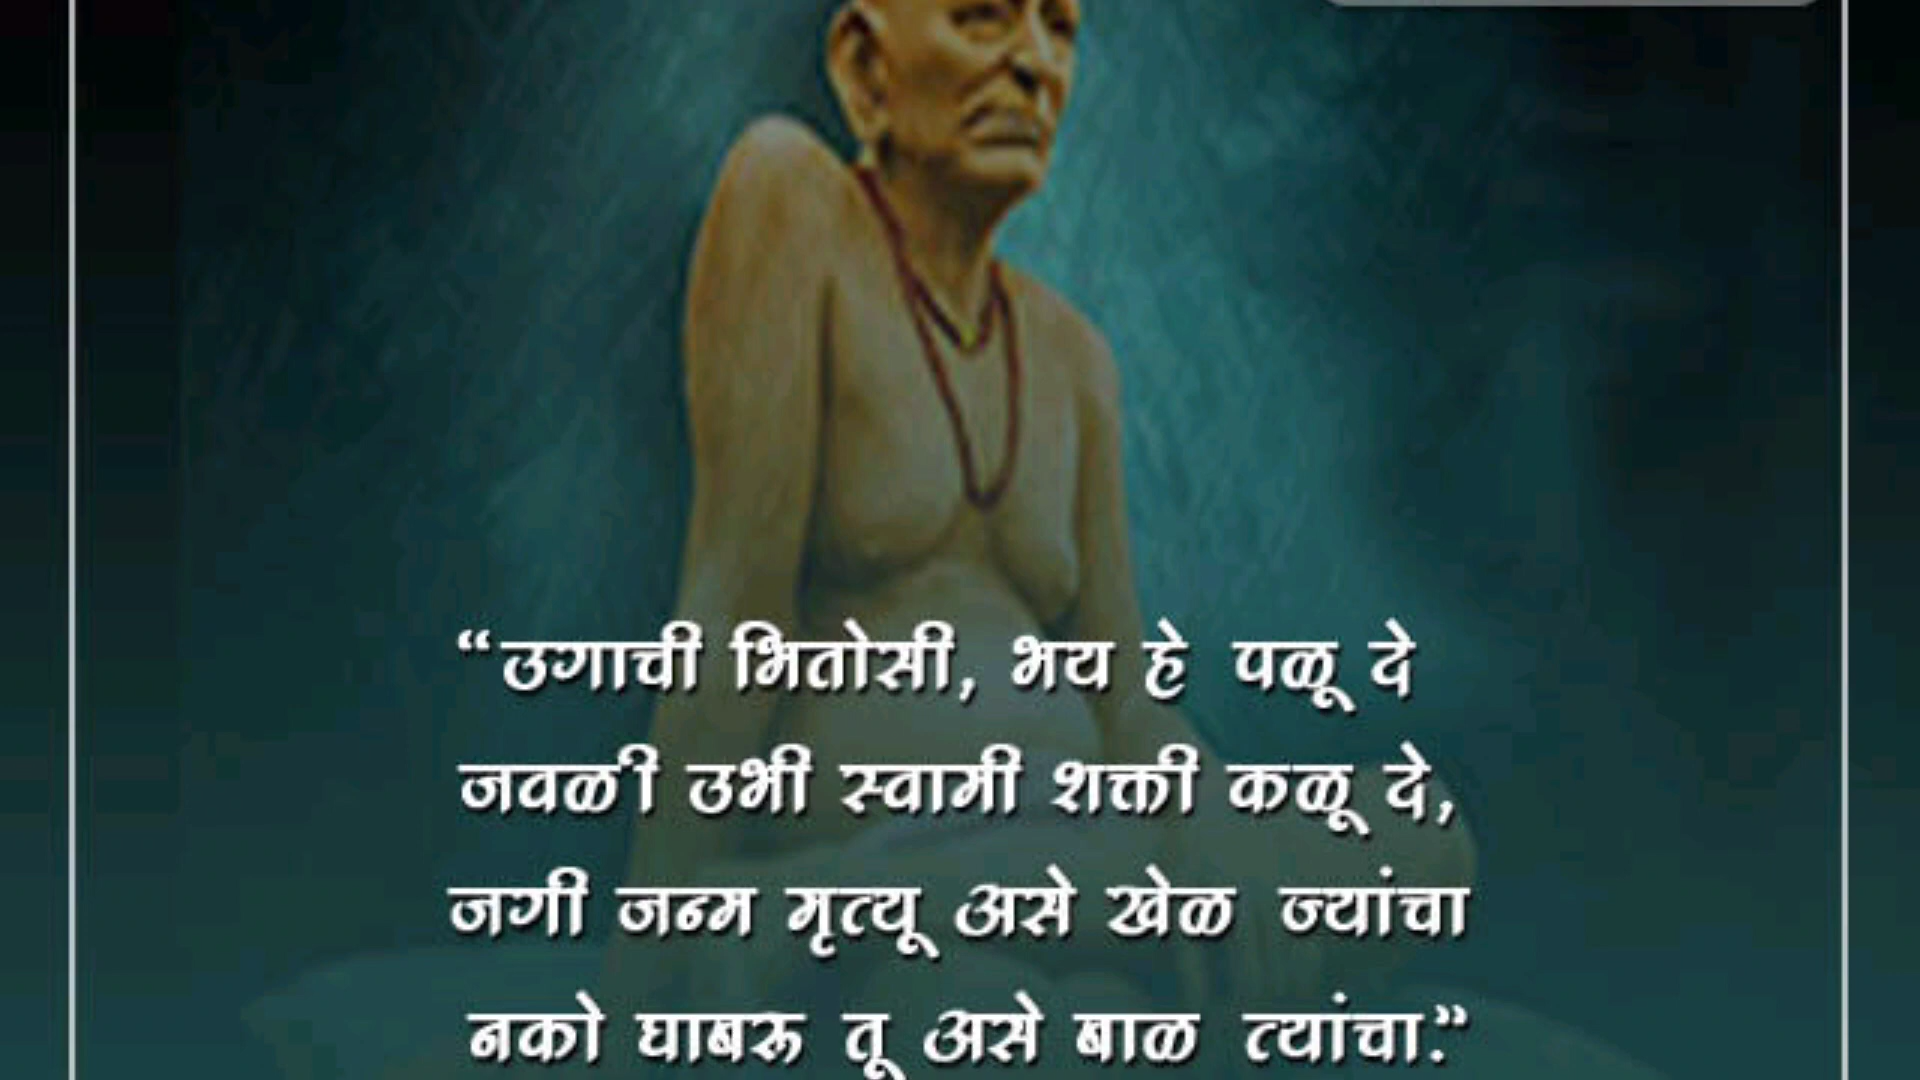 “उगाची भितोसी, भय हे पळू दे
जवळी उभी स्वामी शक्ती कळू दे,
जगी जन्म मृत्यू असे खेळ ज्यांचा
नको घाबरू तू असे बाळ त्यांचा.”